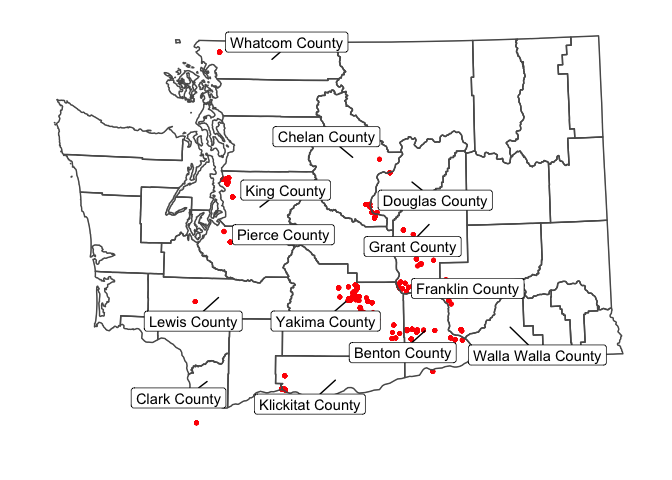 Whatcom County
Chelan County
King County
Douglas County
Pierce County
Grant County
Franklin County
Lewis County
Yakima County
Benton County
Walla Walla County
Clark County
Klickitat County